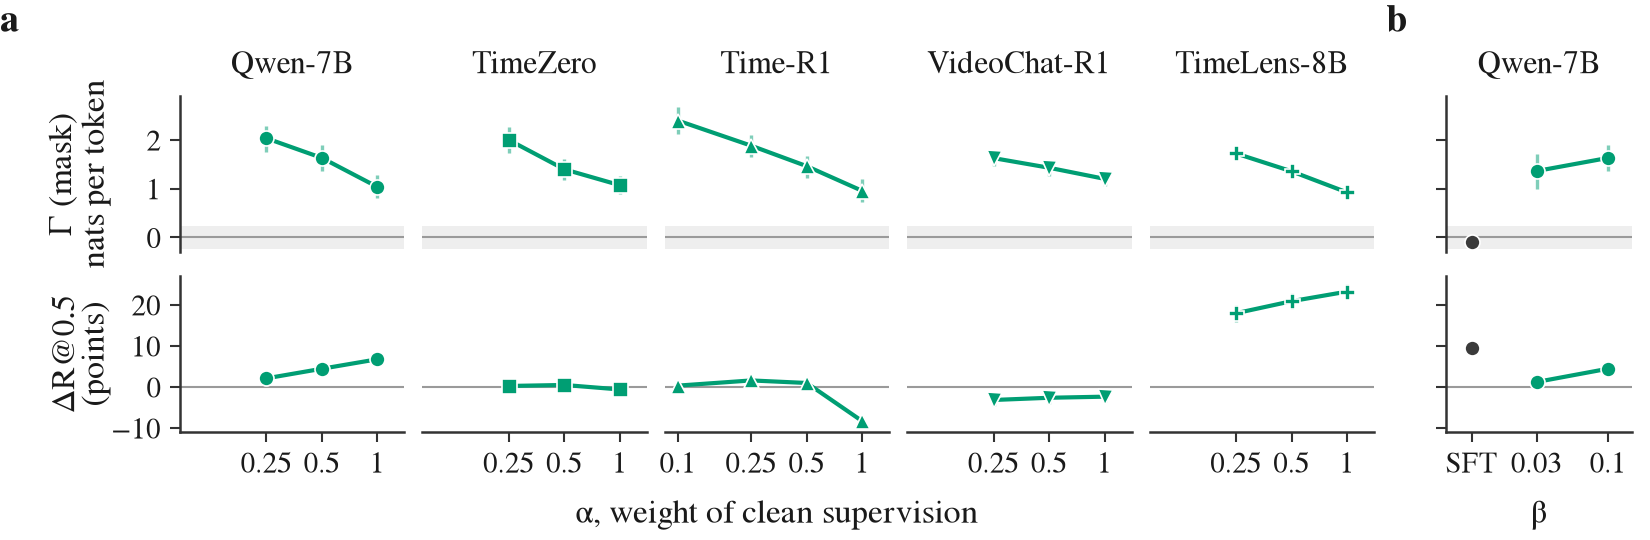 a
b
Qwen-7B TimeZero Time-R1 VideoChat-R1 TimeLens-8B Qwen-7B
Γ (mask)
nats per token
2
1
0
ΔR@0.5
(points)
20
10
0
−10
0.25 0.5 1 0.25 0.5 1 0.1 0.25 0.5 1 0.25 0.5 1 0.25 0.5 1 SFT 0.03 0.1
α, weight of clean supervision
β